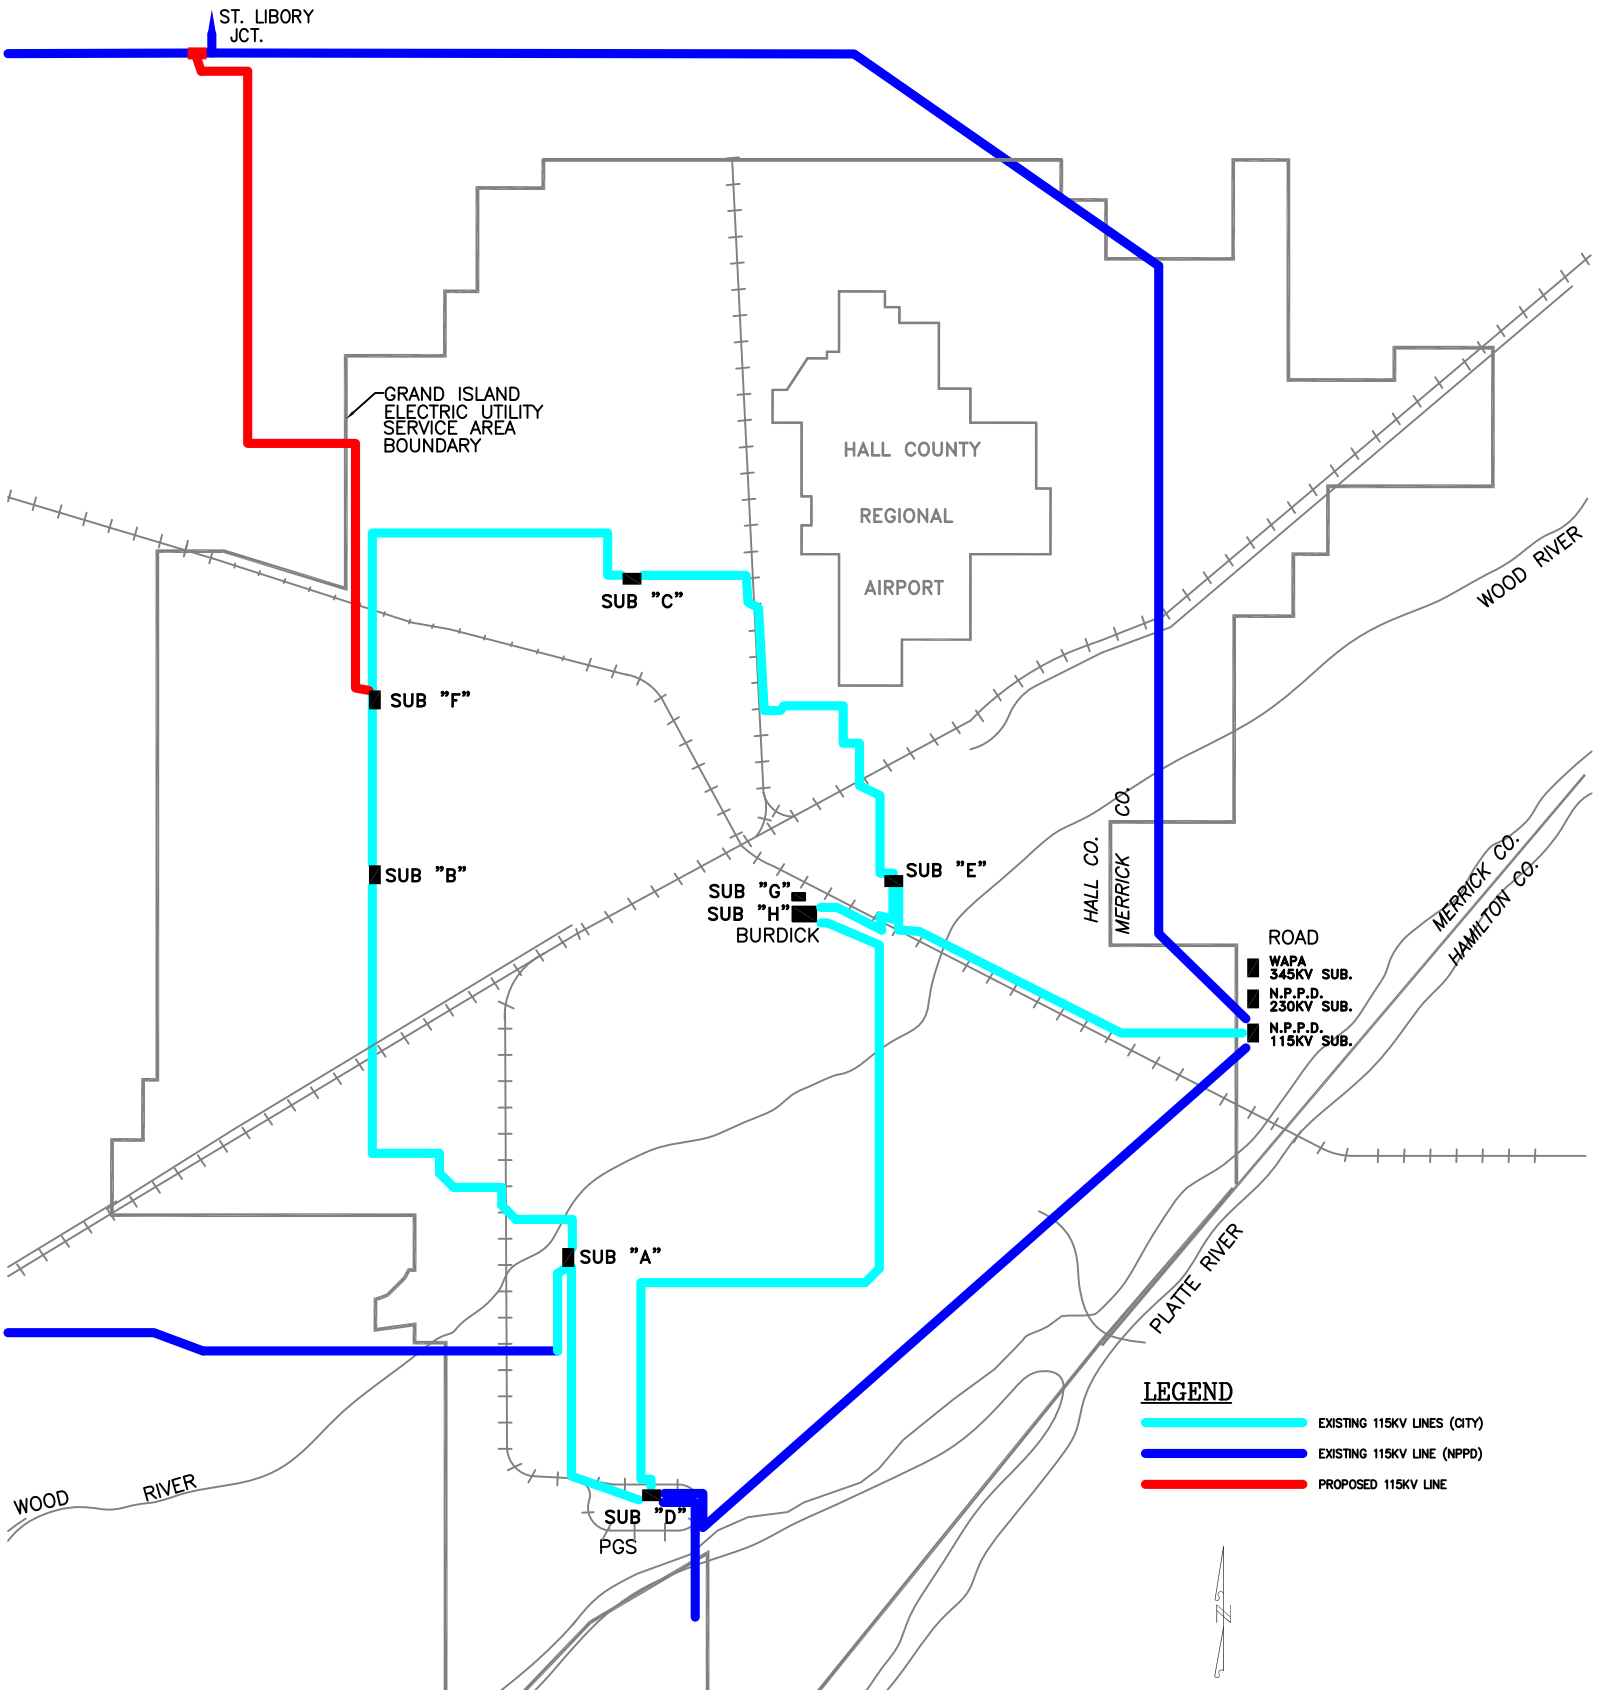 ST. LIBORY
JCT.
GRAND ISLAND
ELECTRIC UTILITY
SERVICE AREA
BOUNDARY
HALL COUNTY
REGIONAL
AIRPORT
WOOD RIVER
SUB "C"
SUB "F"
SUB "B"
SUB "E"
SUB "G"
SUB "H"
BURDICK
HALL CO.
MERRICK CO.
MERRICK CO.
HAMILTON CO.
ROAD
WAPA
345KV SUB.
N.P.P.D.
230KV SUB.
N.P.P.D.
115KV SUB.
SUB "A"
PLATTE RIVER
LEGEND
EXISTING 115KV LINES (CITY)
EXISTING 115KV LINE (NPPD)
PROPOSED 115KV LINE
WOOD RIVER
SUB "D"
PGS
N